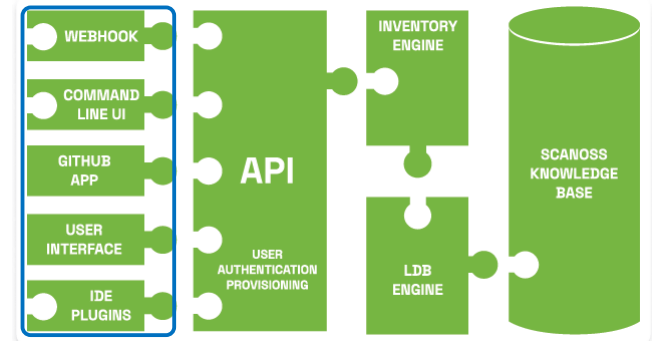 WEBHOOK
COMMAND
LINE UI
GITHUB
APP
USER
INTERFACE
IDE
PLUGINS
API
USER
AUTHENTICATION
PROVISIONING
INVENTORY
ENGINE
LDB
ENGINE
SCANOSS
KNOWLEDGE
BASE